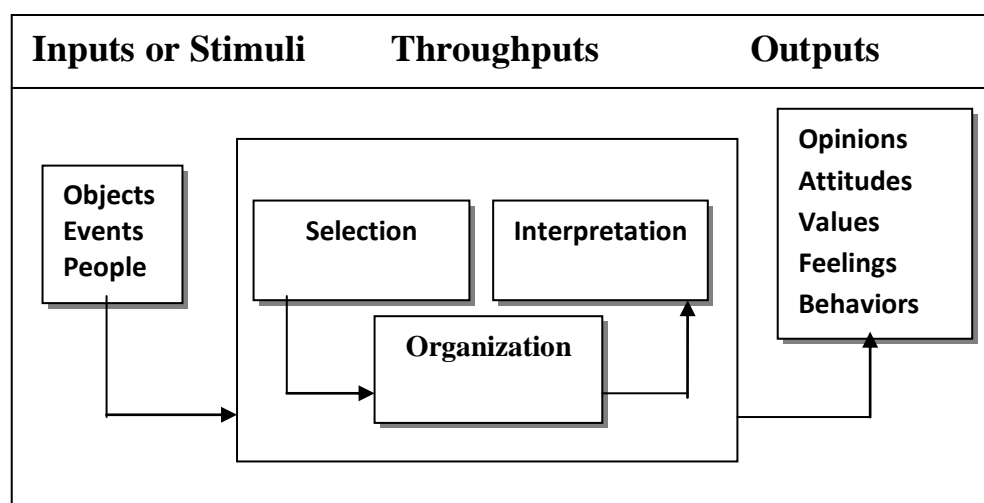 Inputs or Stimuli Throughputs Outputs
Objects
Events
People
Selection
Interpretation
Organization
Opinions
Attitudes
Values
Feelings
Behaviors